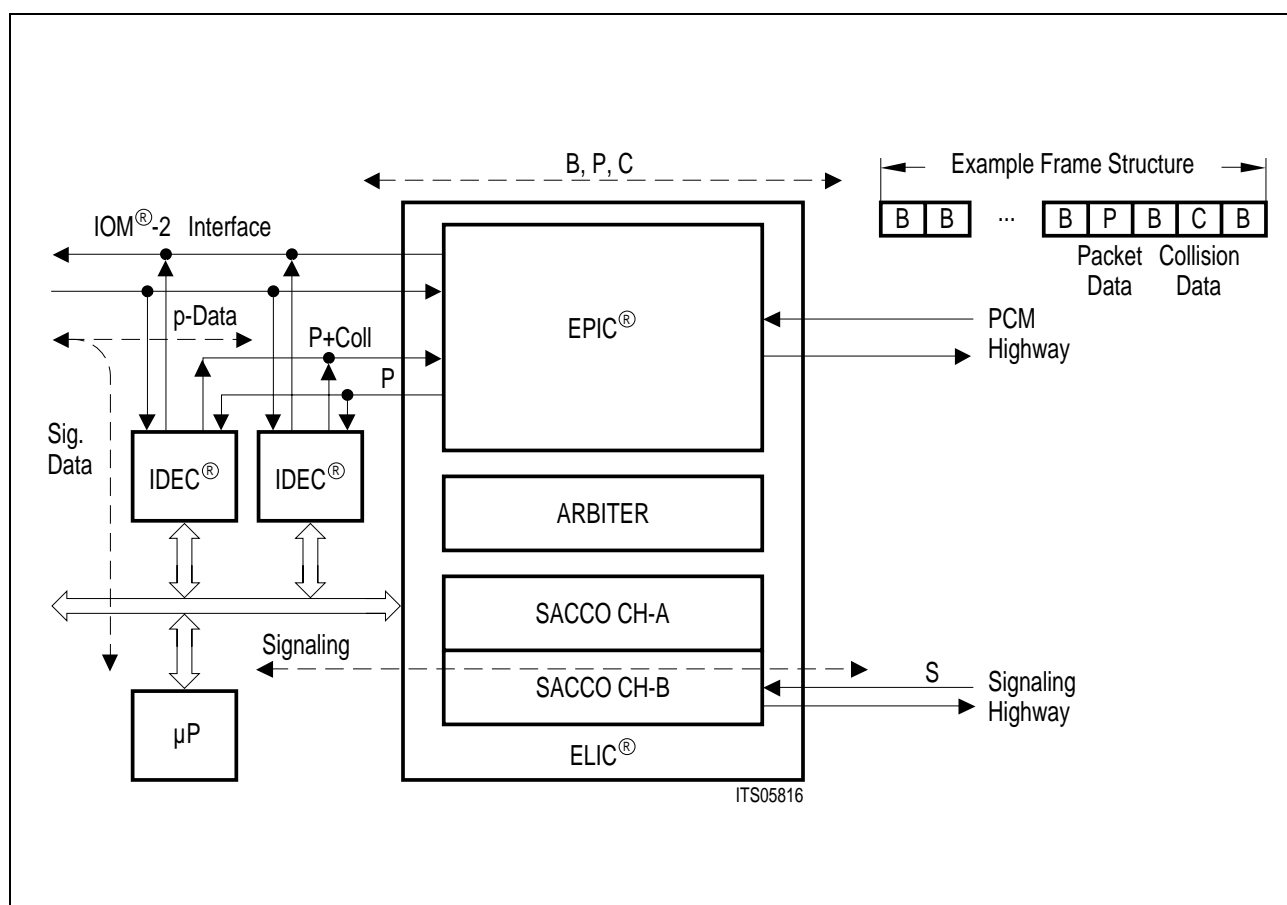 B, P, C
Example Frame Structure
B B ... B P B C B
Packet Collision
Data Data
IOM®-2 Interface
p-Data
P+Coll
P
EPIC®
PCM
Highway
Sig.
Data
IDEC® IDEC®
ARBITER
SACCO CH-A
Signaling
SACCO CH-B
S
Signaling
Highway
µP
ELIC®
ITS05816